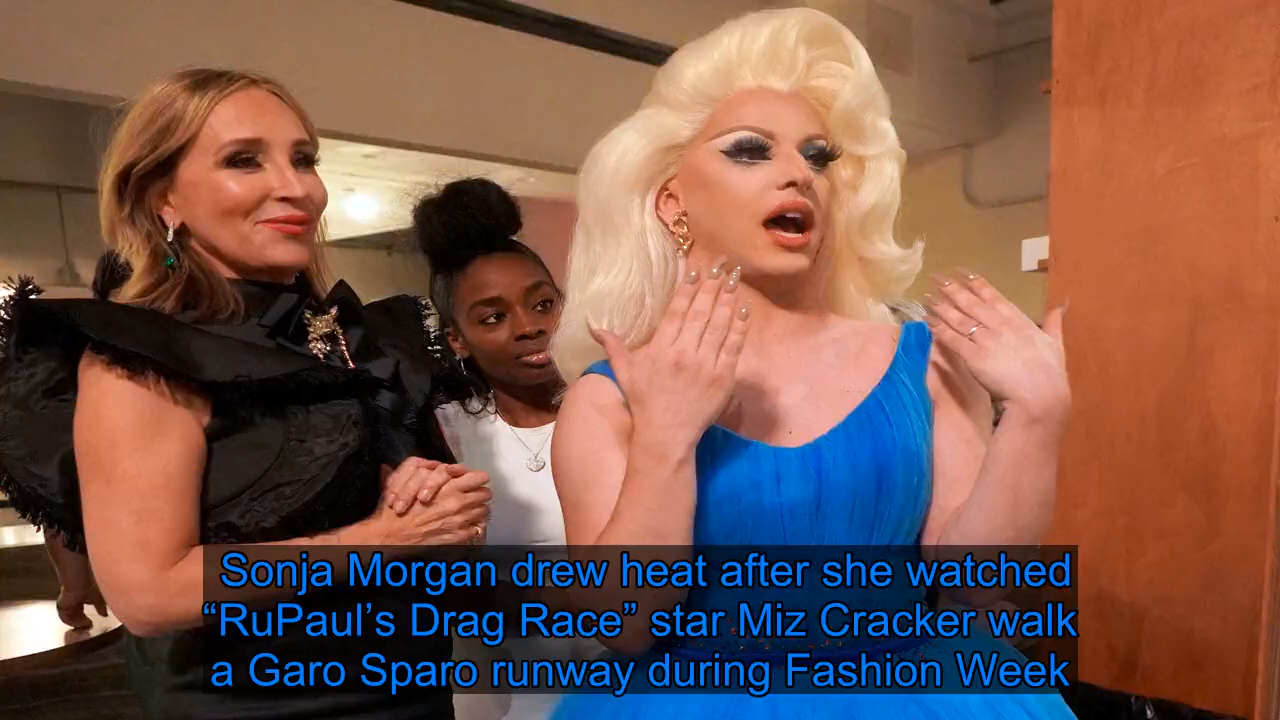 Sonja Morgan drew heat after she watched
“RuPaul’s Drag Race” star Miz Cracker walk
a Garo Sparo runway during Fashion Week